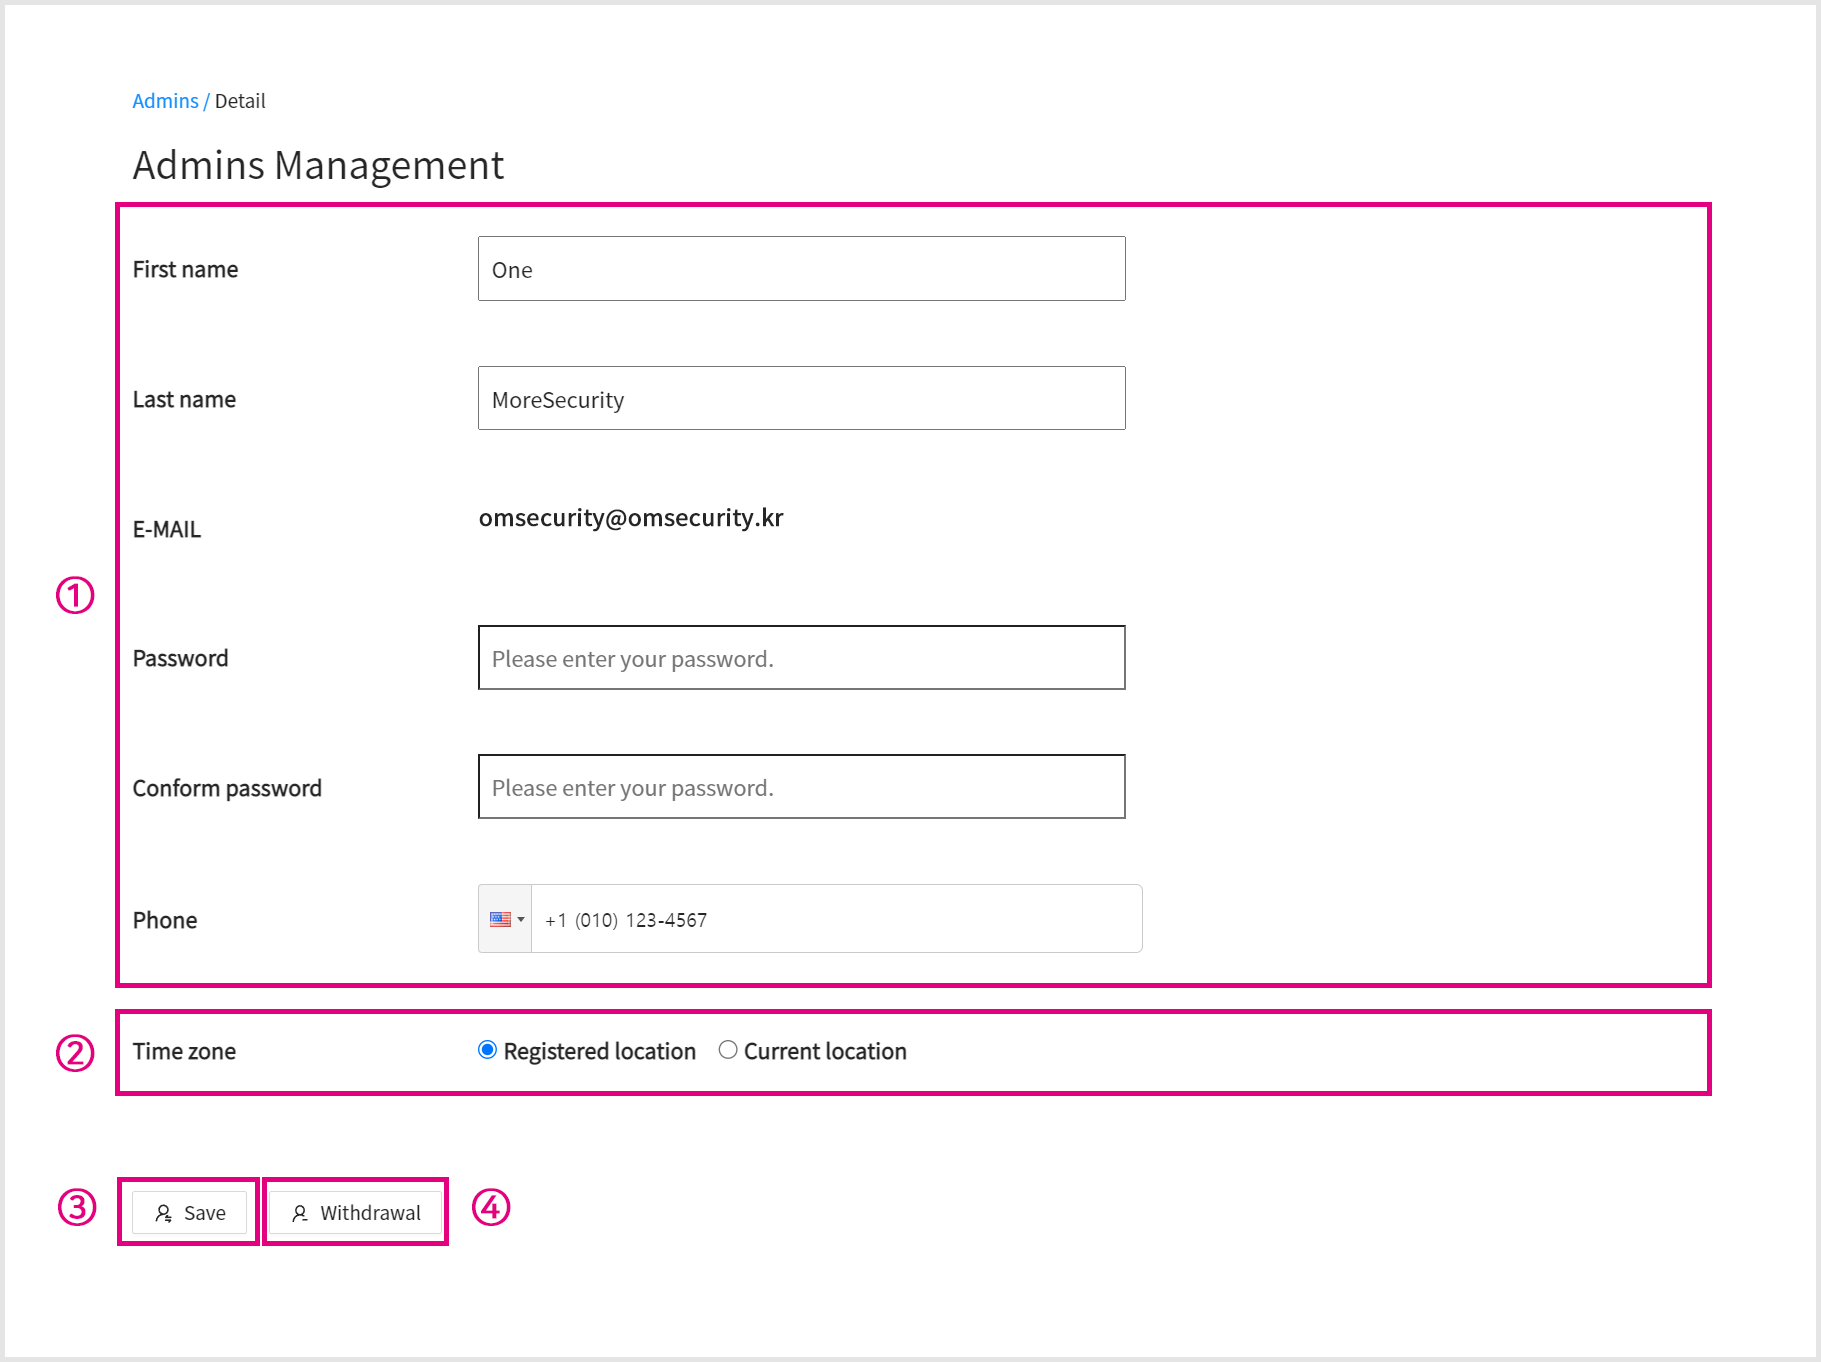 Admins / Detail
Admins Management
First name
One
Last name
MoreSecurity
E-MAIL
omsecurity@omsecurity.kr
①
Password
Please enter your password.
Conform password
Please enter your password.
Phone
+1 (010) 123-4567
②
Time zone
Registered location
Current location
③
Save
Withdrawal
④